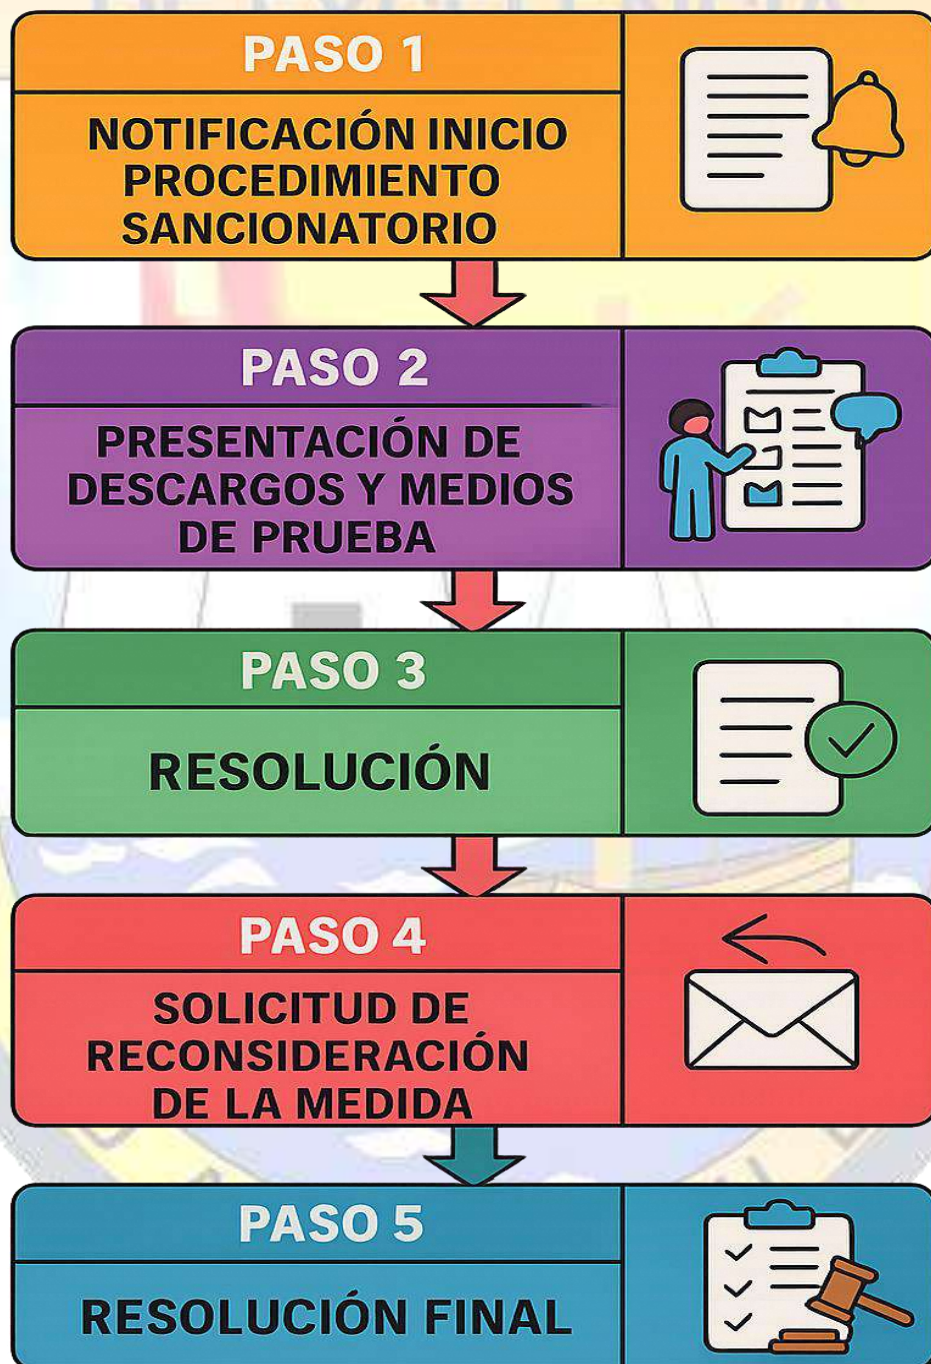 PASO 1
NOTIFICACIÓN INICIO
PROCEDIMIENTO
SANCIONATORIO
PASO 2
PRESENTACIÓN DE
DESCARGOS Y MEDIOS
DE PRUEBA
PASO 3
RESOLUCIÓN
PASO 4
SOLICITUD DE
RECONSIDERACIÓN
DE LA MEDIDA
PASO 5
RESOLUCIÓN FINAL